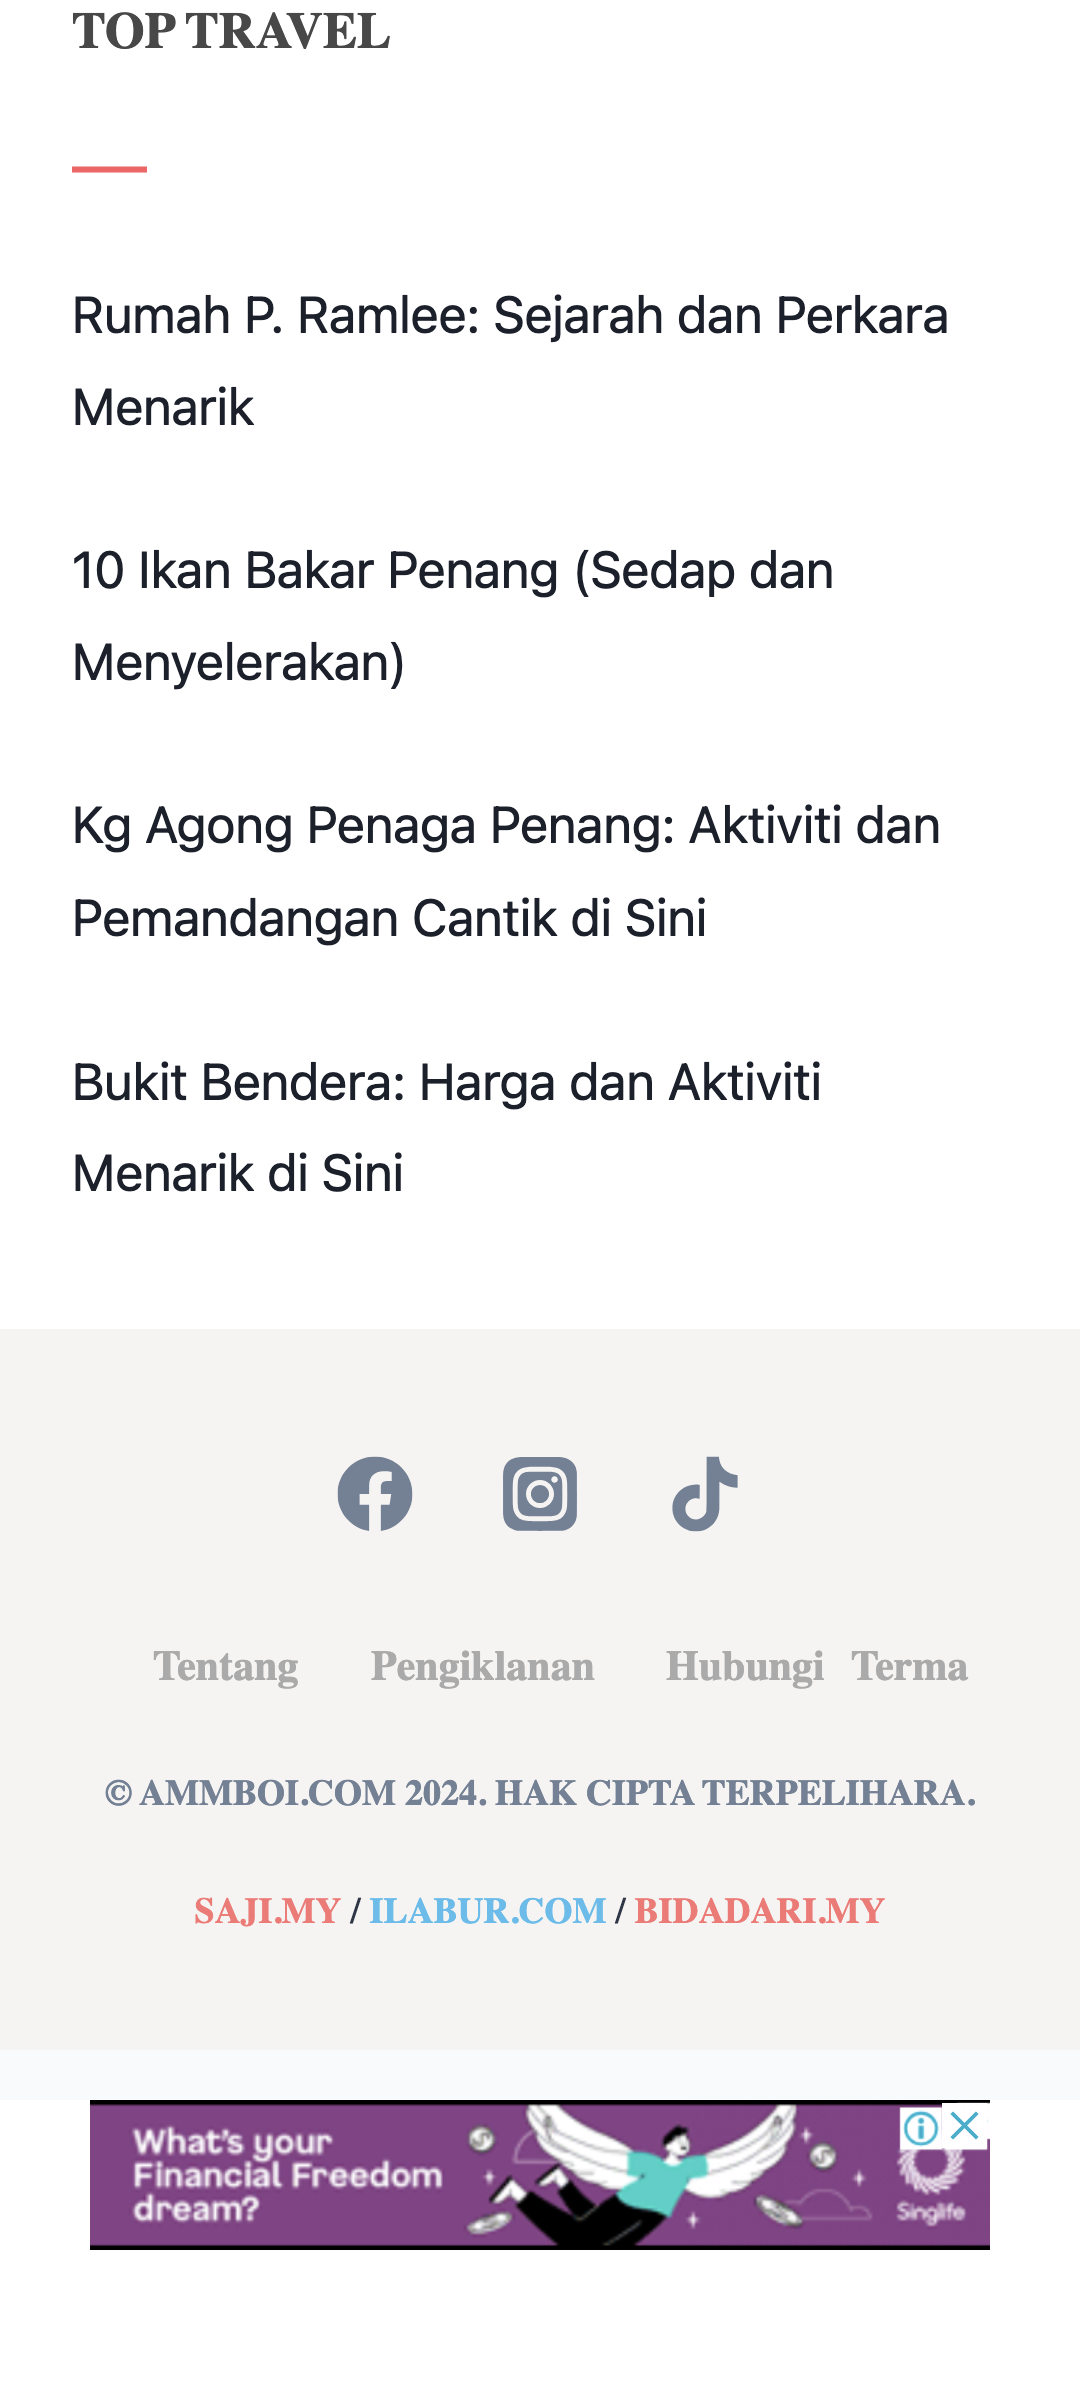 TOP TRAVEL
Rumah P. Ramlee: Sejarah dan Perkara
Menarik
10 Ikan Bakar Penang (Sedap dan
Menyelerakan)
Kg Agong Penaga Penang: Aktiviti dan
Pemandangan Cantik di Sini
Bukit Bendera: Harga dan Aktiviti
Menarik di Sini
Tentang Pengiklanan Hubungi Terma
© AMMBOI.COM 2024. HAK CIPTA TERPELIHARA.
SAJI.MY / ILABUR.COM / BIDADARI.MY
What's your
Financial Freedom
dream?
Singlife